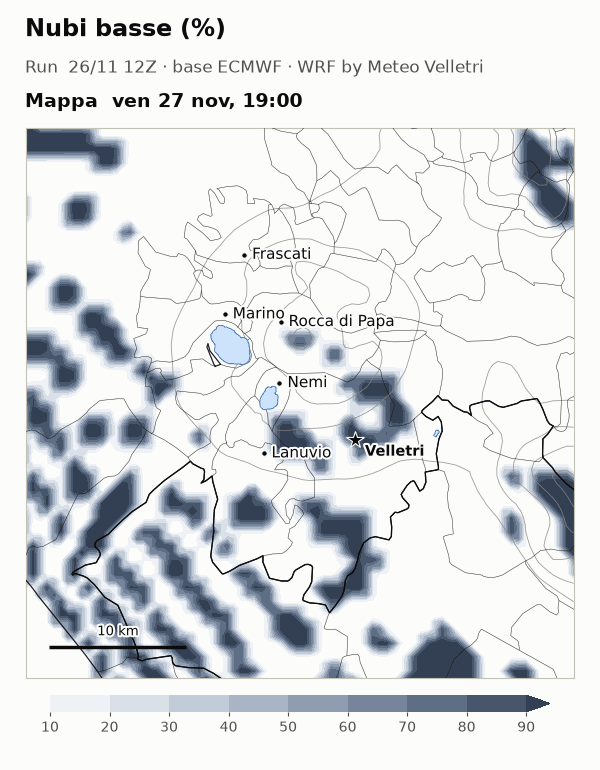 Nubi basse (%)
Run  26/11 12Z · base ECMWF · WRF by Meteo Velletri
Mappa  ven 27 nov, 19:00
Frascati
Marino
Rocca di Papa
Nemi
Velletri
Lanuvio
10 km
10 20 30 40 50 60 70 80 90